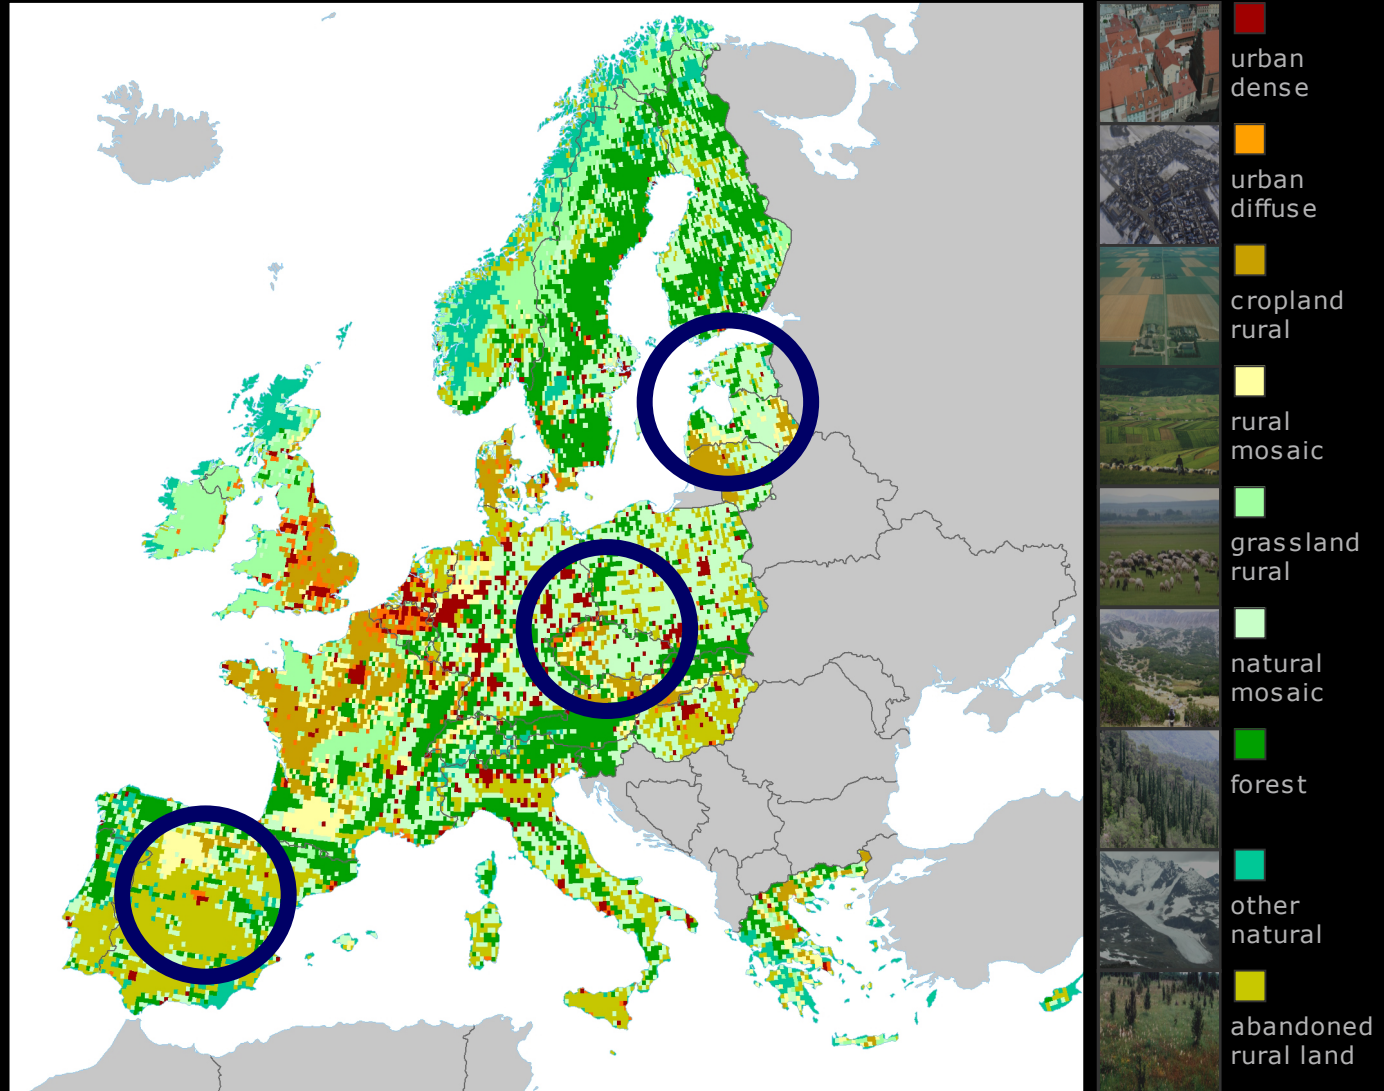 urban
dense
urban
diffuse
cropland
rural
rural
mosaic
grassland
rural
natural
mosaic
forest
other
natural
abandoned
rural land